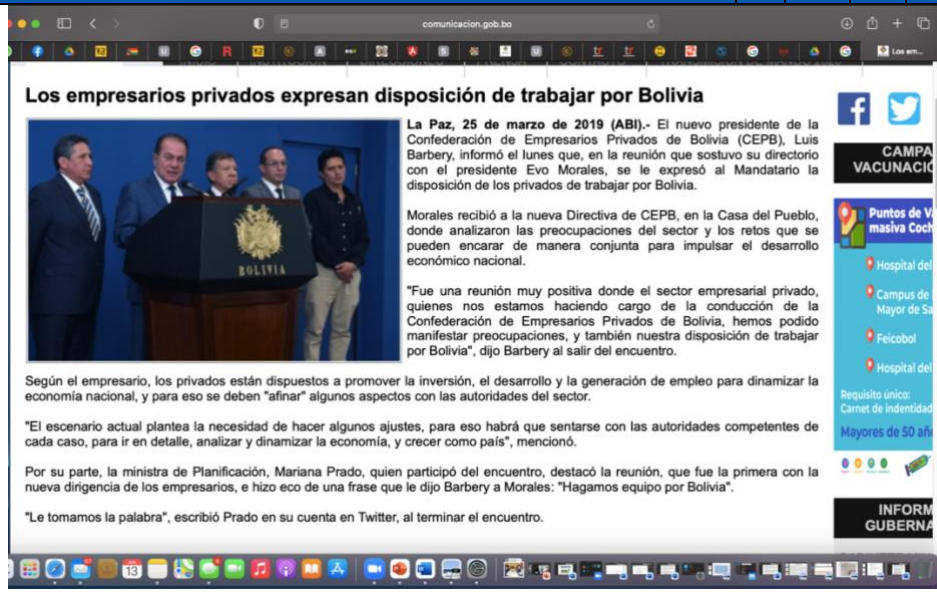 comunicacion.gob.bo
Los em...
Los empresarios privados expresan disposición de trabajar por Bolivia
La Paz, 25 de marzo de 2019 (ABI).- El nuevo presidente de la
Confederación de Empresarios Privados de Bolivia (CEPB), Luis
Barbery, informó el lunes que, en la reunión que sostuvo su directorio
con el presidente Evo Morales, se le expresó al Mandatario la
disposición de los privados de trabajar por Bolivia.
Morales recibió a la nueva Directiva de CEPB, en la Casa del Pueblo,
donde analizaron las preocupaciones del sector y los retos que se
pueden encarar de manera conjunta para impulsar el desarrollo
económico nacional.
"Fue una reunión muy positiva donde el sector empresarial privado,
quienes nos estamos haciendo cargo de la conducción de la
Confederación de Empresarios Privados de Bolivia, hemos podido
manifestar preocupaciones, y también nuestra disposición de trabajar
por Bolivia", dijo Barbery al salir del encuentro.
BOLIVIA
Según el empresario, los privados están dispuestos a promover la inversión, el desarrollo y la generación de empleo para dinamizar la
economía nacional, y para eso se deben "afinar" algunos aspectos con las autoridades del sector.
"El escenario actual plantea la necesidad de hacer algunos ajustes, para eso habrá que sentarse con las autoridades competentes de
cada caso, para ir en detalle, analizar y dinamizar la economía, y crecer como país", mencionó.
Por su parte, la ministra de Planificación, Mariana Prado, quien participó del encuentro, destacó la reunión, que fue la primera con la
nueva dirigencia de los empresarios, e hizo eco de una frase que le dijo Barbery a Morales: "Hagamos equipo por Bolivia".
"Le tomamos la palabra", escribió Prado en su cuenta en Twitter, al terminar el encuentro.
CAMPA
VACUNACIÓ
Puntos de V
masiva Coch
Hospital del
Campus de
Mayor de Sa
Feicobol
Hospital del
Requisito único:
Carnet de indentidad
Mayores de 50 añ
INFORM
GUBERNA
13